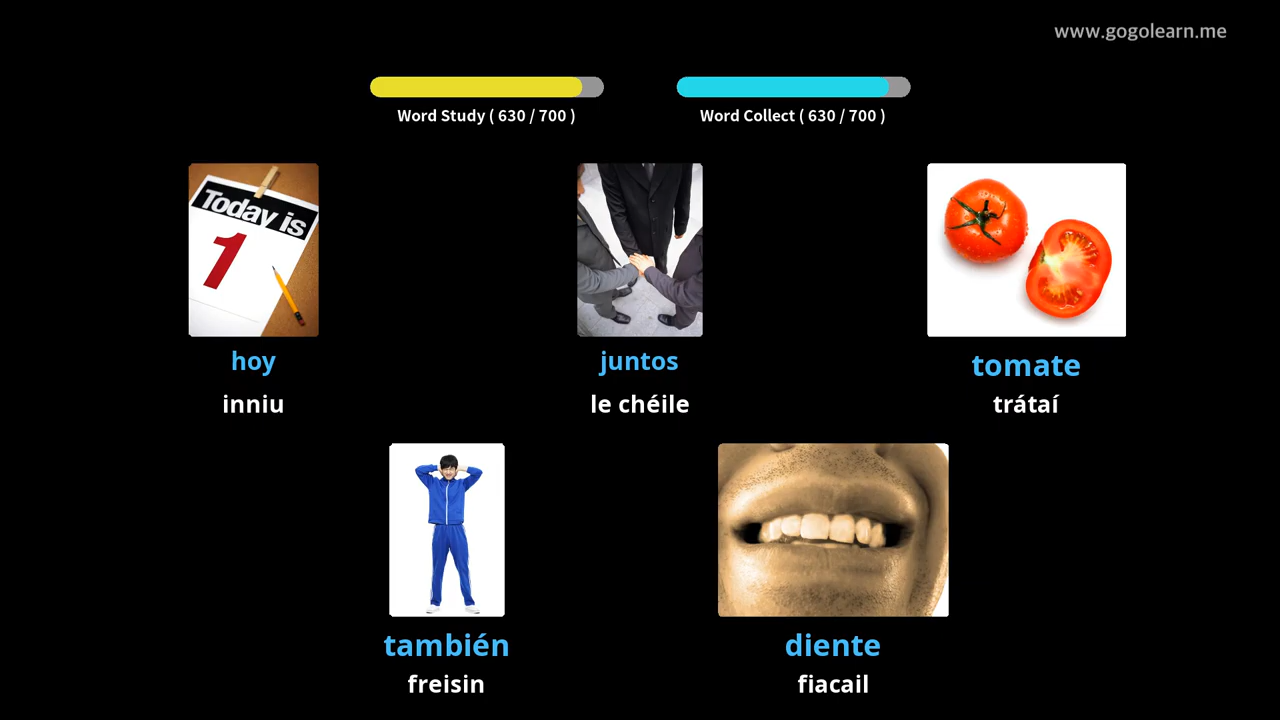 www.gogolearn.me
Word Study ( 630 / 700 )
Word Collect ( 630 / 700 )
Today is
1
hoy
inniu
juntos
le chéile
tomate
trátaí
también
freisin
diente
fiacail